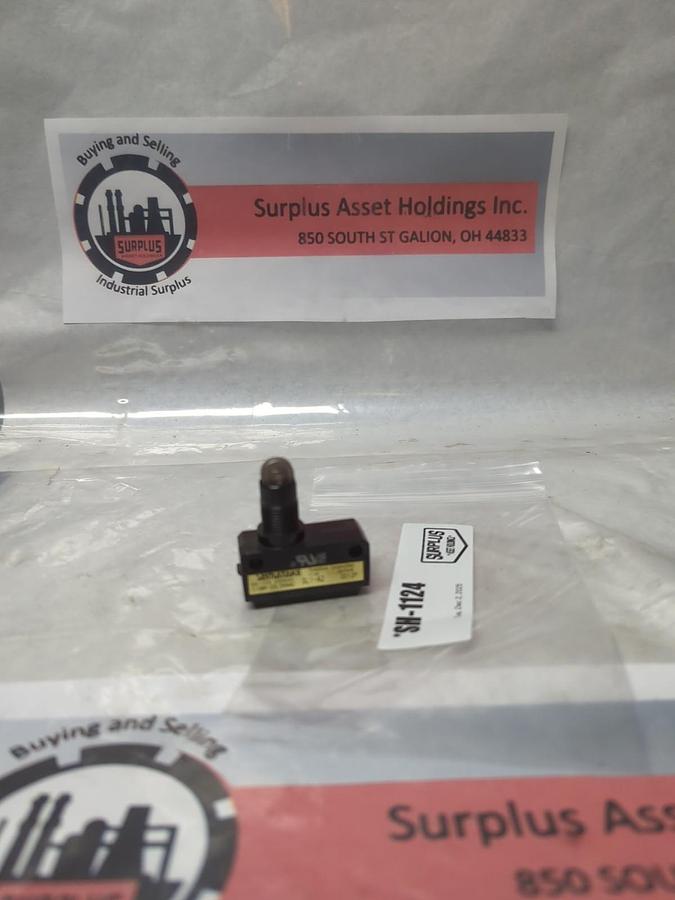 Buying and Selling
SURPLUS
Industrial Surplus
Surplus Asset Holdings Inc.
850 SOUTH ST GALION, OH 44833
SURPLUS
*SH-1124
Buying and Selling
Surplus Ass
850 SOU